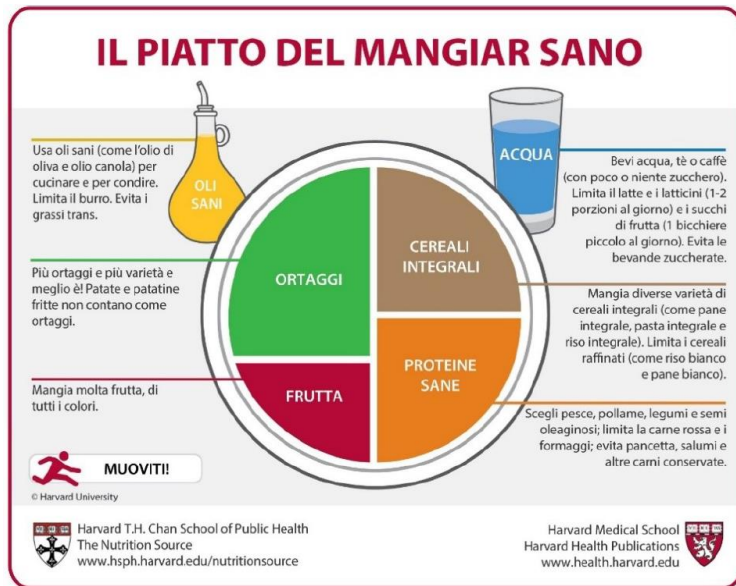 IL PIATTO DEL MANGIAR SANO
Usa oli sani (come l'olio di
oliva e olio canola) per
cucinare e per condire.
Limita il burro. Evita i
grassi trans.
OLI
SANI
Più ortaggi e più varietà e
meglio è! Patate e patatine
fritte non contano come
ortaggi.
Mangia molta frutta, di
tutti i colori.
ORTAGGI
FRUTTA
CEREALI
INTEGRALI
PROTEINE
SANE
ACQUA
Bevi acqua, tè o caffè
(con poco o niente zucchero).
Limita il latte e i latticini (1-2
porzioni al giorno) e i succhi
di frutta (1 bicchiere
piccolo al giorno). Evita le
bevande zuccherate.
Mangia diverse varietà di
cereali integrali (come pane
integrale, pasta integrale e
riso integrale). Limita i cereali
raffinati (come riso bianco
e pane bianco).
Scegli pesce, pollame, legumi e semi
oleaginosi; limita la carne rossa e i
formaggi; evita pancetta, salumi e
altre carni conservate.
MUOVITI!
© Harvard University
Harvard T.H. Chan School of Public Health
The Nutrition Source
www.hsph.harvard.edu/nutritionsource
Harvard Medical School
Harvard Health Publications
www.health.harvard.edu